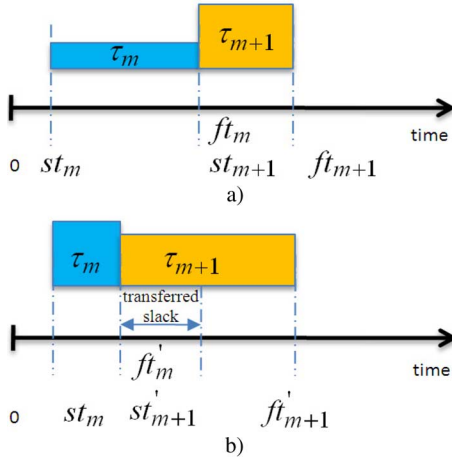 τm τm+1
ftm time
0 stm stm+1 ftm+1
a)
τm τm+1
transferred
slack
ft'm time
0 stm st'm+1 ft'm+1
b)